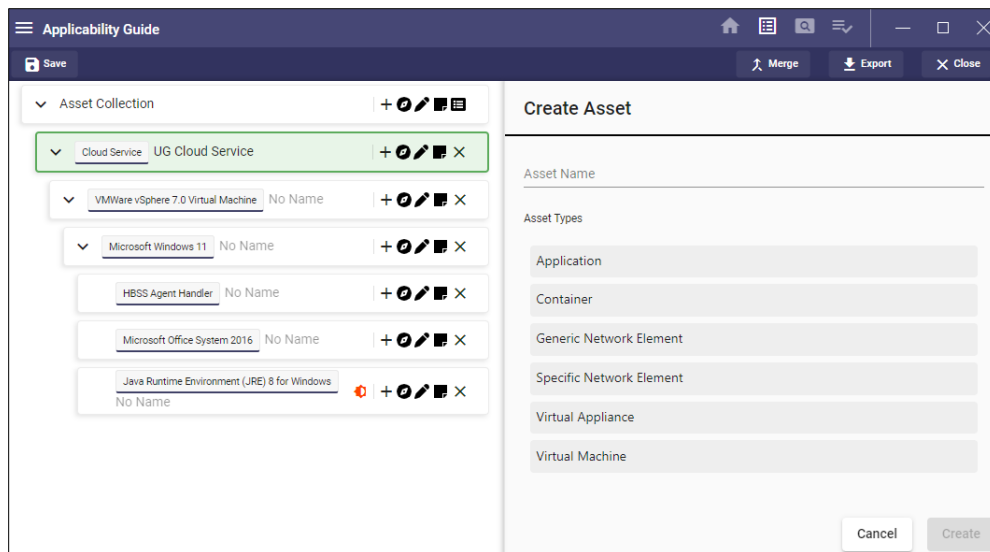 Applicability Guide
Save
Merge
Export
Close
Asset Collection
Cloud Service UG Cloud Service
VMWare vSphere 7.0 Virtual Machine No Name
Microsoft Windows 11 No Name
HBSS Agent Handler No Name
Microsoft Office System 2016 No Name
Java Runtime Environment (JRE) 8 for Windows
No Name
Create Asset
Asset Name
Asset Types
Application
Container
Generic Network Element
Specific Network Element
Virtual Appliance
Virtual Machine
Cancel
Create